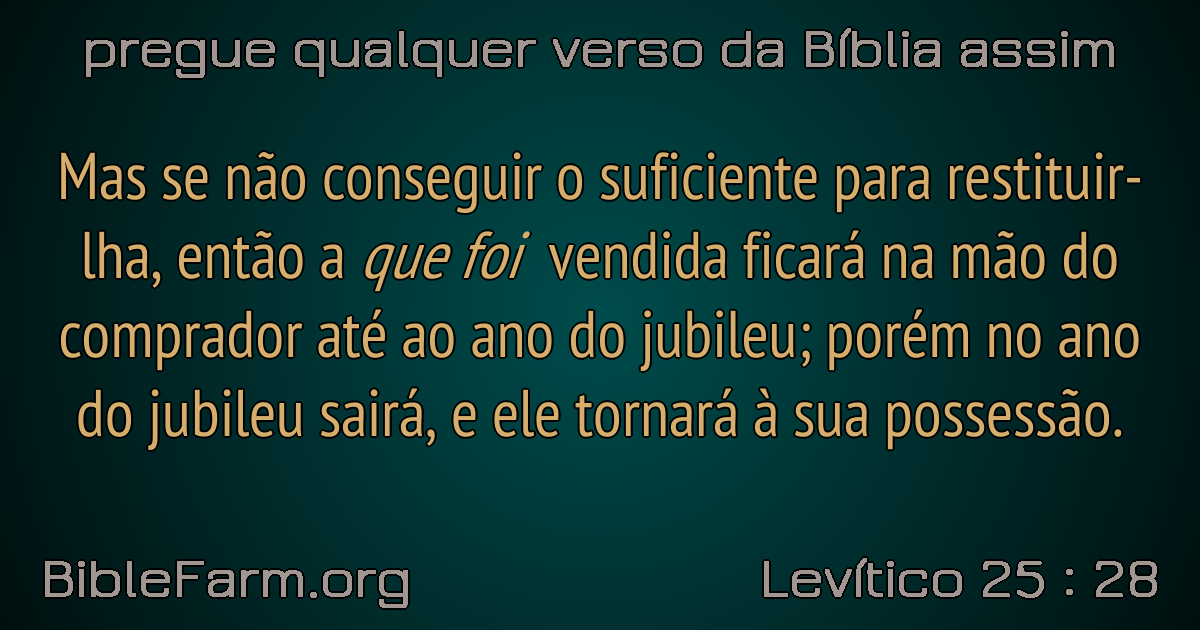 pregue qualquer verso da Bíblia assim
Mas se não conseguir o suficiente para restituir-
lha, então a que foi vendida ficará na mão do
comprador até ao ano do jubileu; porém no ano
do jubileu sairá, e ele tornará à sua possessão.
BibleFarm.org
Levítico 25 : 28